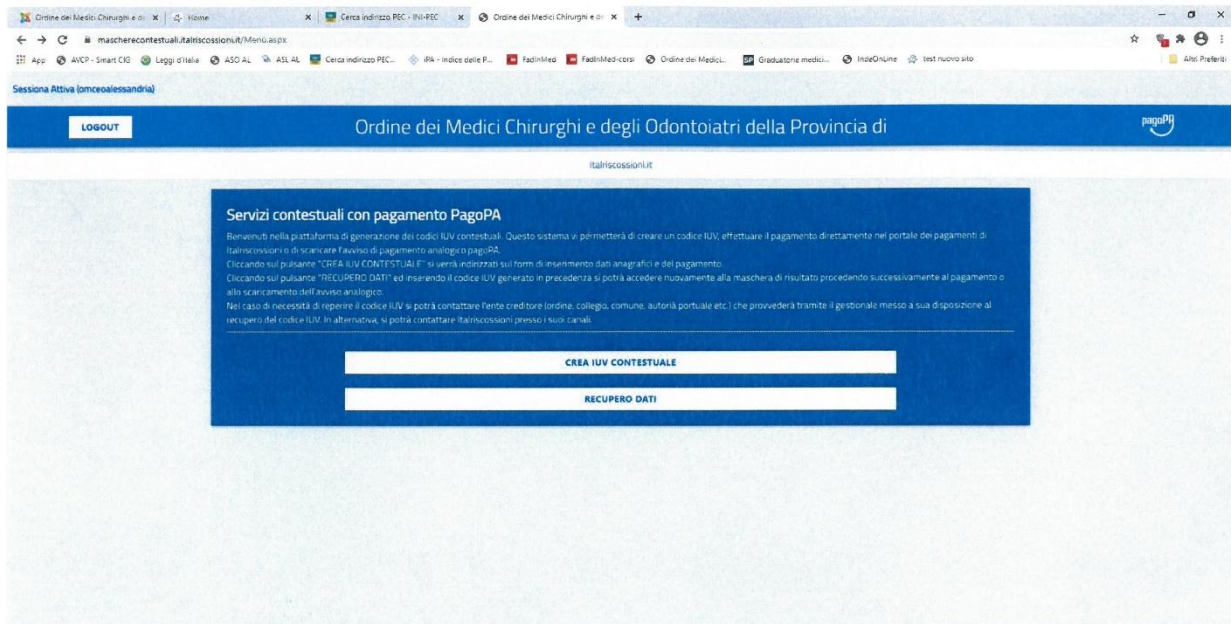 Ordine dei Medici Chirurghi e de
Home
Cerca indirizzo PEC - INI-PEC
Ordine dei Medici Chirurghi e de
mascherecontestuali.italriscossioni.it/Menu.aspx
App AVCP - Smart CIG Leggi d'Italia ASO AL ASL AL Cerca indirizzo PEC... iPA - Indice delle P... FadInMed FadInMed-corsi Ordine dei Medici... Graduatorie medici... IndeOnLine test nuovo sito Altri Preferiti
Sessiona Attiva (omceoalessandria)
LOGOUT
Ordine dei Medici Chirurghi e degli Odontoiatri della Provincia di
pagoPA
Italriscossioni.it
Servizi contestuali con pagamento PagoPA
Benvenuti nella piattaforma di generazione dei codici IUV contestuali. Questo sistema vi permetterà di creare un codice IUV, effettuare il pagamento direttamente nel portale dei pagamenti di
Italriscossioni o di scaricare l'avviso di pagamento analogico pagoPA.
Cliccando sul pulsante "CREA IUV CONTESTUALE" si verrà indirizzati sul form di inserimento dati anagrafici e del pagamento.
Cliccando sul pulsante "RECUPERO DATI" ed inserendo il codice IUV generato in precedenza si potrà accedere nuovamente alla maschera di risultato procedendo successivamente al pagamento o
allo scaricamento dell'avviso analogico.
Nel caso di necessità di reperire il codice IUV si potrà contattare l'ente creditore (ordine, collegio, comune, autorià portuale etc.) che provvederà tramite il gestionale messo a sua disposizione al
recupero del codice IUV. In alternativa, si potrà contattare Italriscossioni presso i suoi canali.
CREA IUV CONTESTUALE
RECUPERO DATI